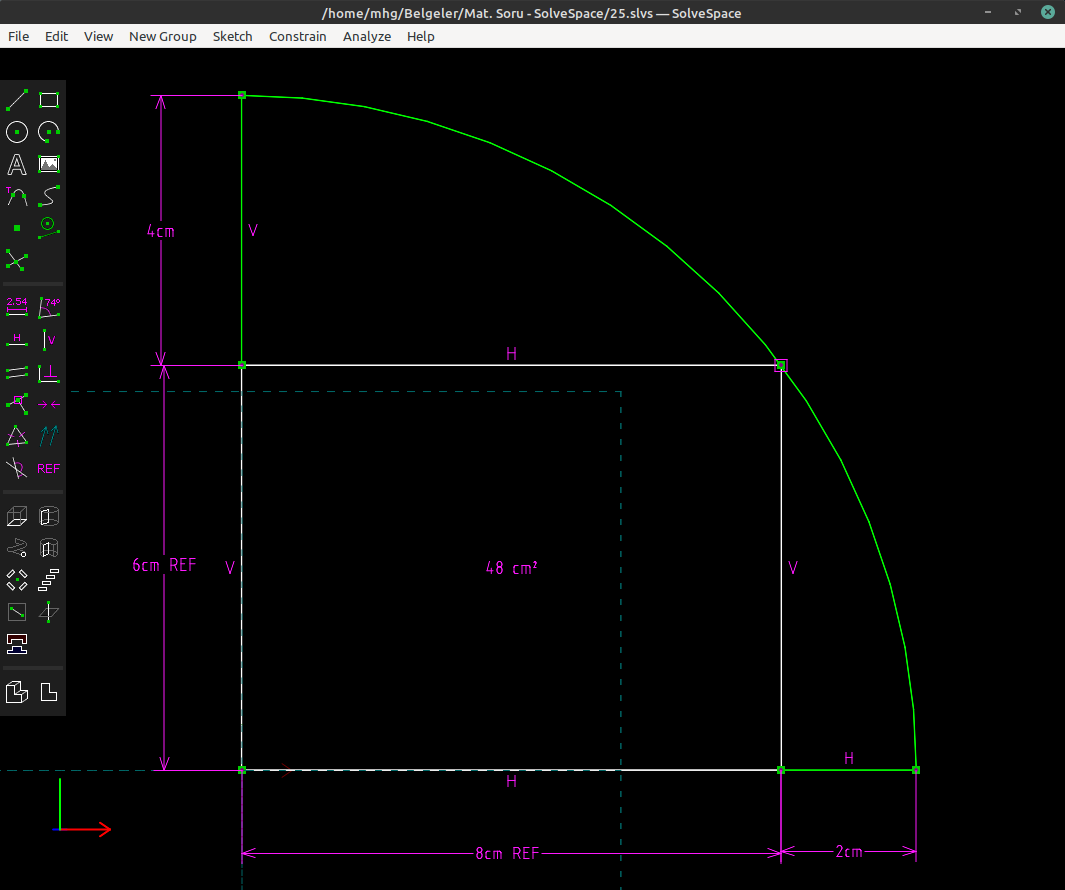 /home/mhg/Belgeler/Mat. Soru - SolveSpace/25.slvs — SolveSpace
File Edit View New Group Sketch Constrain Analyze Help
A
T
2.54 74°
H V
REF
4cm
V
H
6cm REF
V
48 cm²
V
H
H
8cm REF
2cm